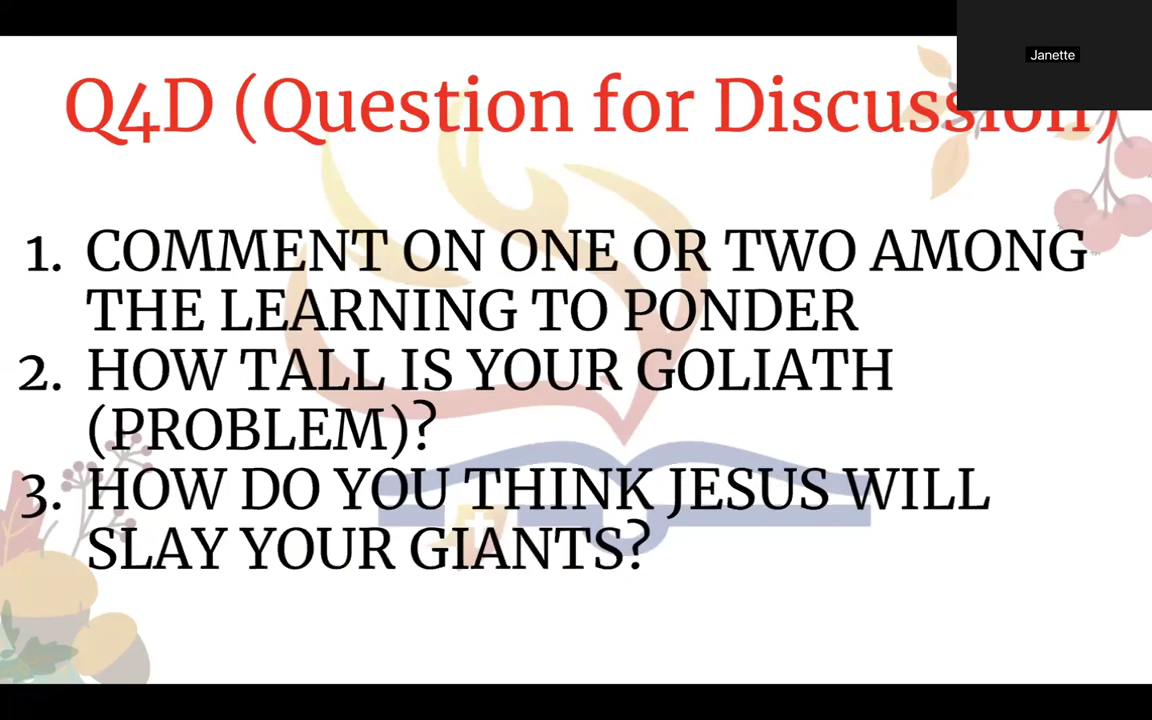 Janette
Q4D (Question for Discussion)
1. COMMENT ON ONE OR TWO AMONG
THE LEARNING TO PONDER
2. HOW TALL IS YOUR GOLIATH
(PROBLEM)?
3. HOW DO YOU THINK JESUS WILL
SLAY YOUR GIANTS?